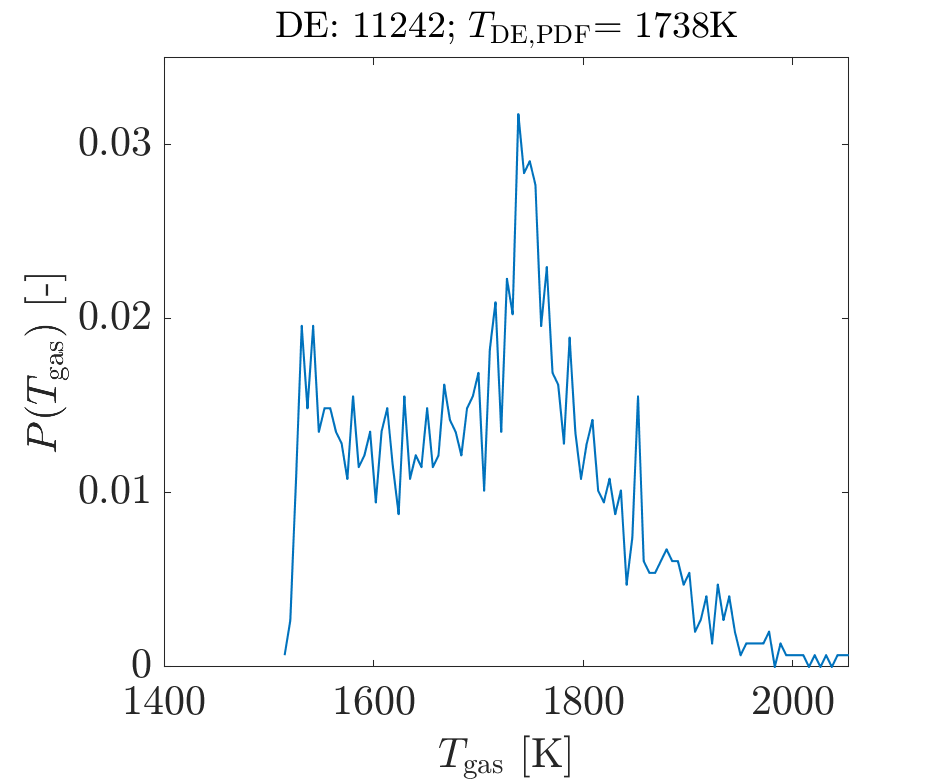 DE: 11242; T_DE,PDF= 1738K
0.03
0.02
0.01
0
P(T_gas) [-]
1400 1600 1800 2000
T_gas [K]